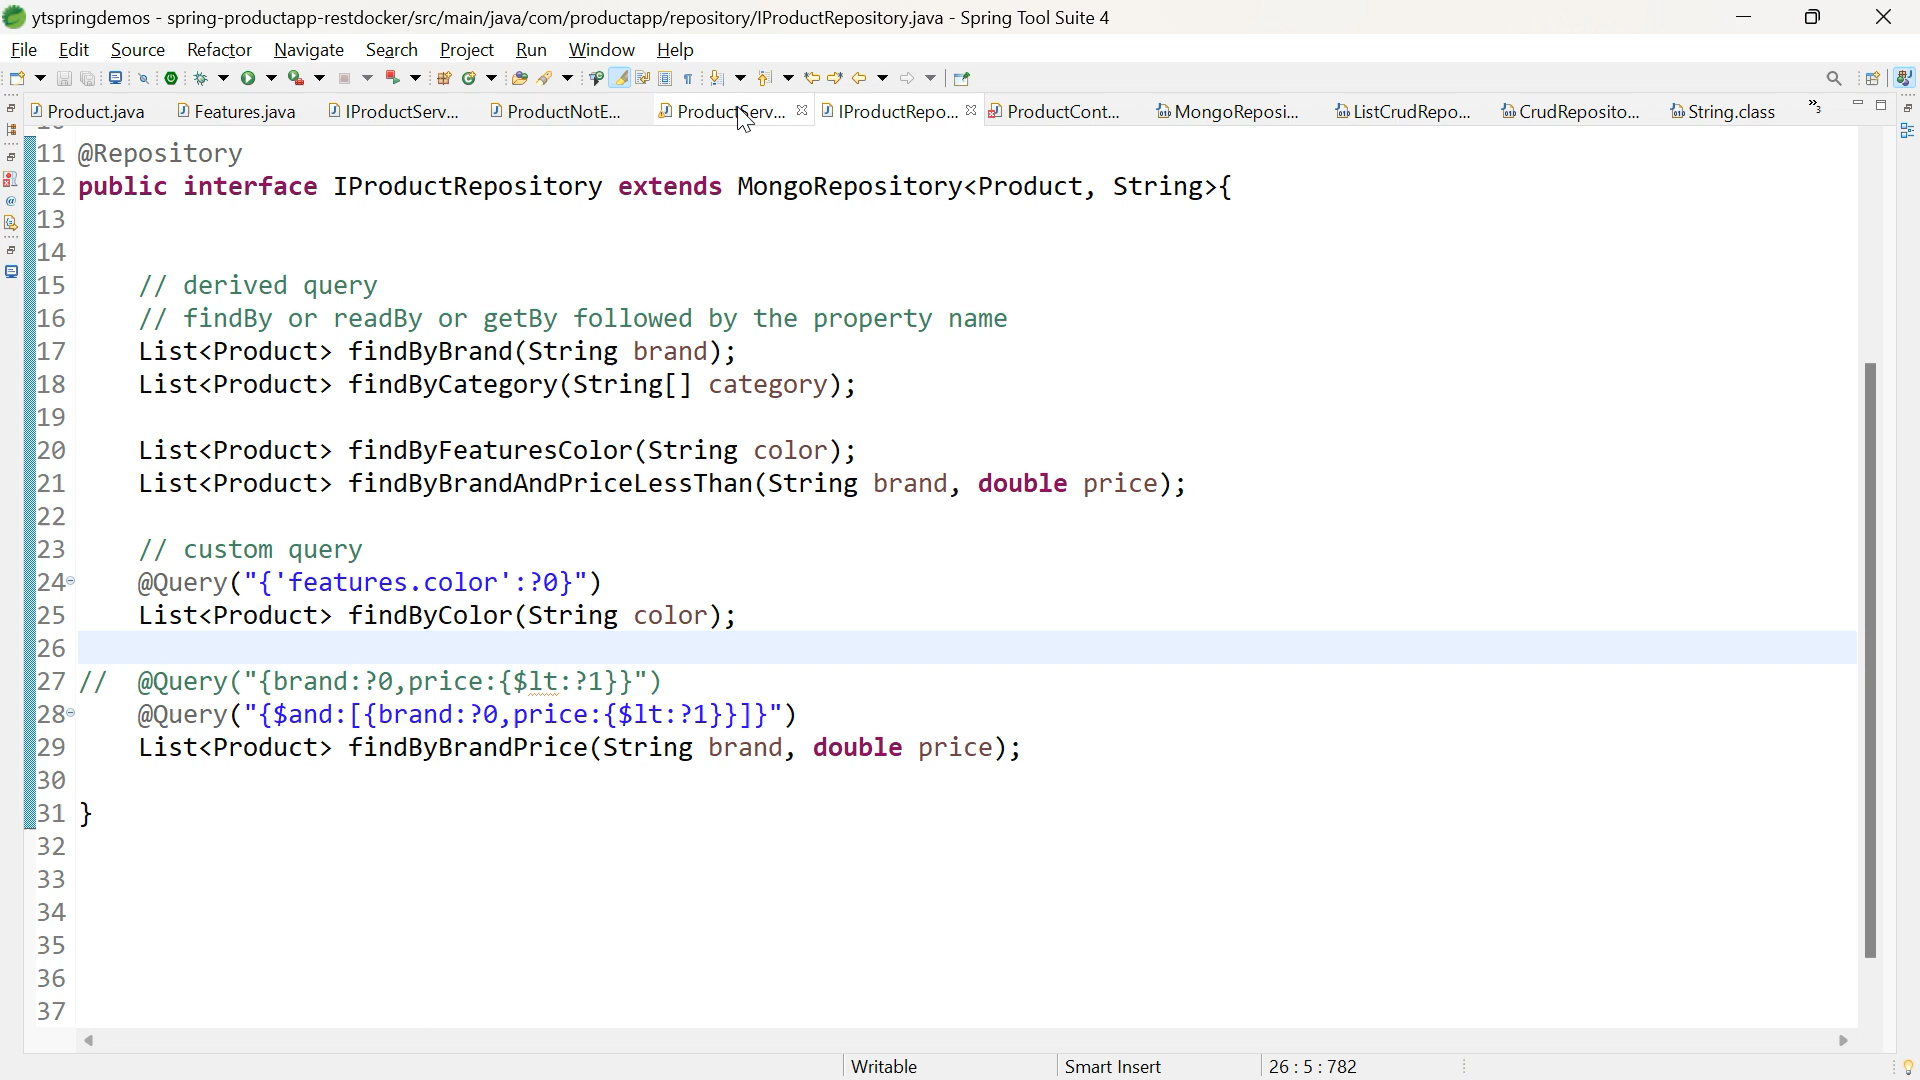 ytspringdemos - spring-productapp-restdocker/src/main/java/com/productapp/repository/IProductRepository.java - Spring Tool Suite 4
File Edit Source Refactor Navigate Search Project Run Window Help
Product.java Features.java IProductServ... ProductNotE... ProductServ... IProductRepo... ProductCont... MongoReposi... ListCrudRepo... CrudReposito... String.class »3
11 @Repository
12 public interface IProductRepository extends MongoRepository<Product, String>{
13
14
15 // derived query
16 // findBy or readBy or getBy followed by the property name
17 List<Product> findByBrand(String brand);
18 List<Product> findByCategory(String[] category);
19
20 List<Product> findByFeaturesColor(String color);
21 List<Product> findByBrandAndPriceLessThan(String brand, double price);
22
23 // custom query
24 @Query("{'features.color':?0}")
25 List<Product> findByColor(String color);
26
27 // @Query("{brand:?0,price:{$lt:?1}}")
28 @Query("{$and:[{brand:?0,price:{$lt:?1}}]}")
29 List<Product> findByBrandPrice(String brand, double price);
30
31 }
32
33
34
35
36
37
Writable Smart Insert 26 : 5 : 782